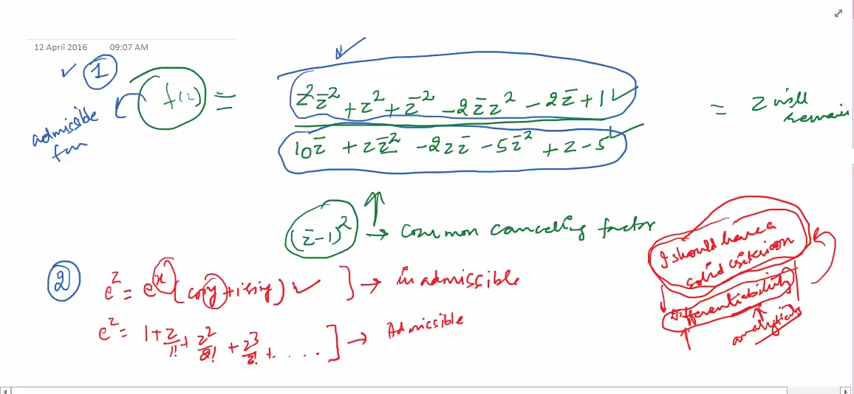 12 April 2016 09:07 AM
① f(z) = (z²z̄² + z² + z̄² - 2z̄z² - 2z̄ + 1) / (10z̄ + zz̄² - 2zz̄ - 5z̄² + z - 5) = z will remain
admissible fun
(z̄-1)² → Common cancelling factor
② e^z = e^x (cosy + i siny) ✓ ] → inadmissible
e^z = 1 + z/1! + z²/2! + z³/3! + .... ] → Admissible
I should have a
solid criterion
differentiability
analyticity